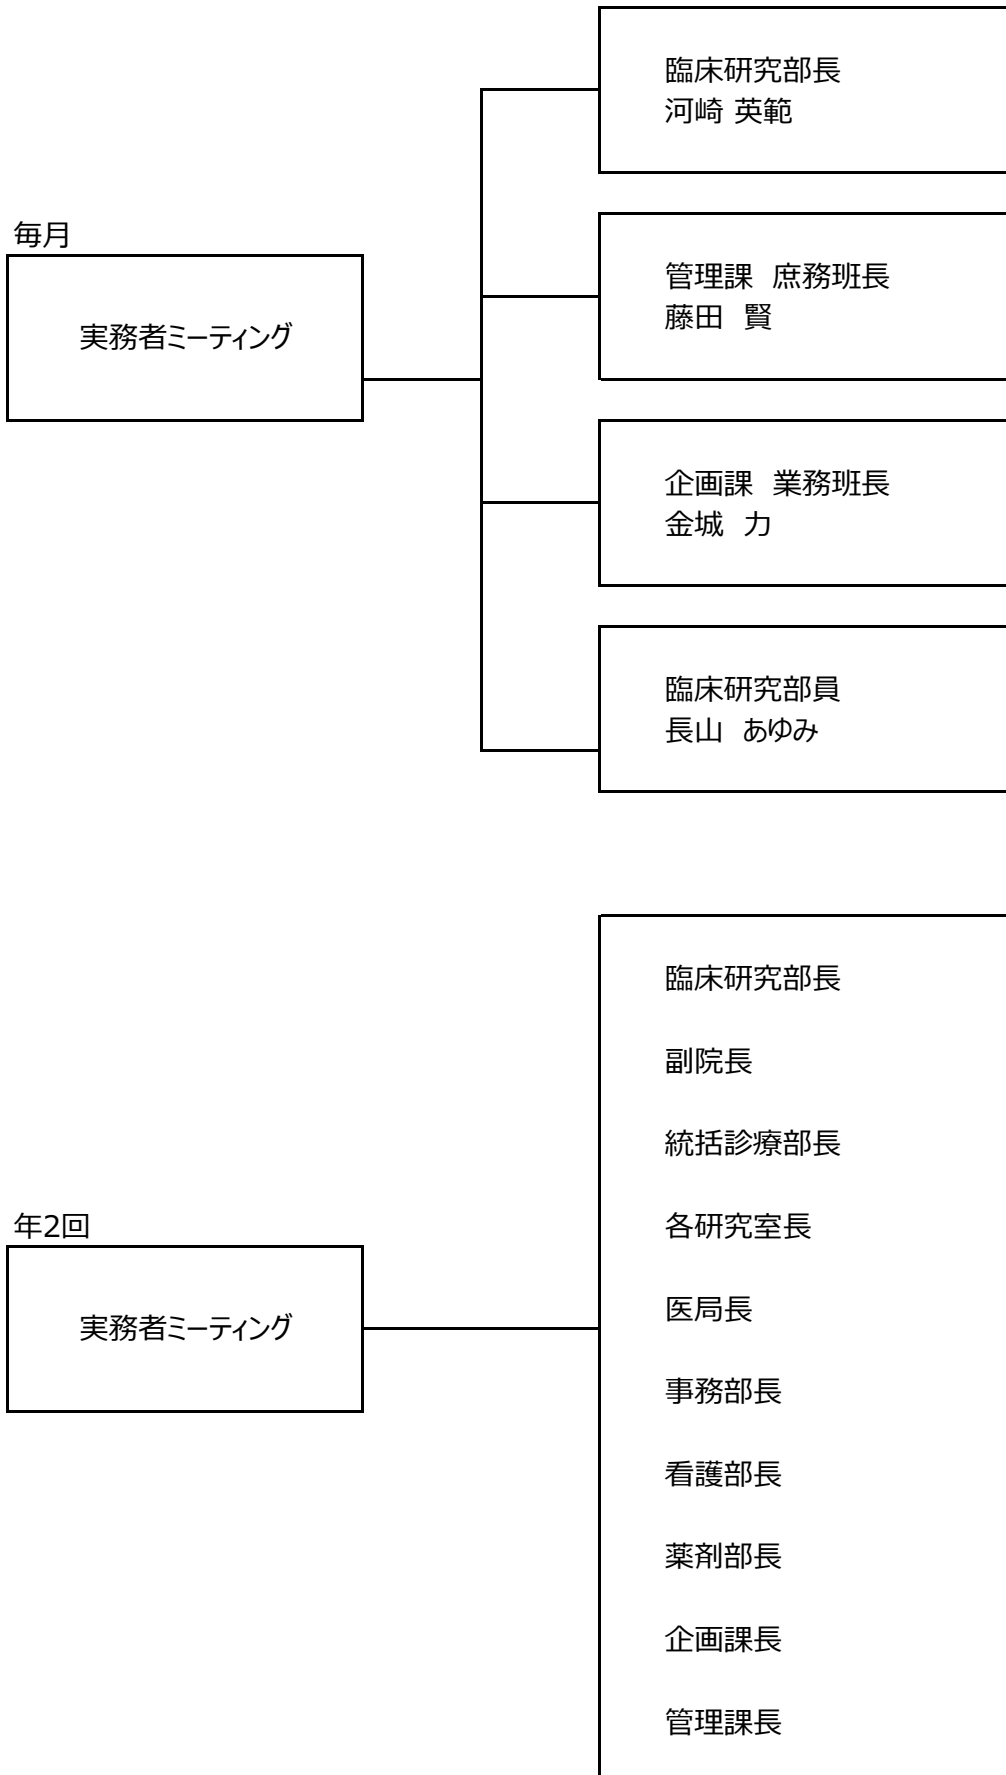 臨床研究部長
河崎 英範
毎月
実務者ミーティング
管理課 庶務班長
藤田 賢
企画課 業務班長
金城 力
臨床研究部員
長山 あゆみ
年2回
実務者ミーティング
臨床研究部長
副院長
統括診療部長
各研究室長
医局長
事務部長
看護部長
薬剤部長
企画課長
管理課長